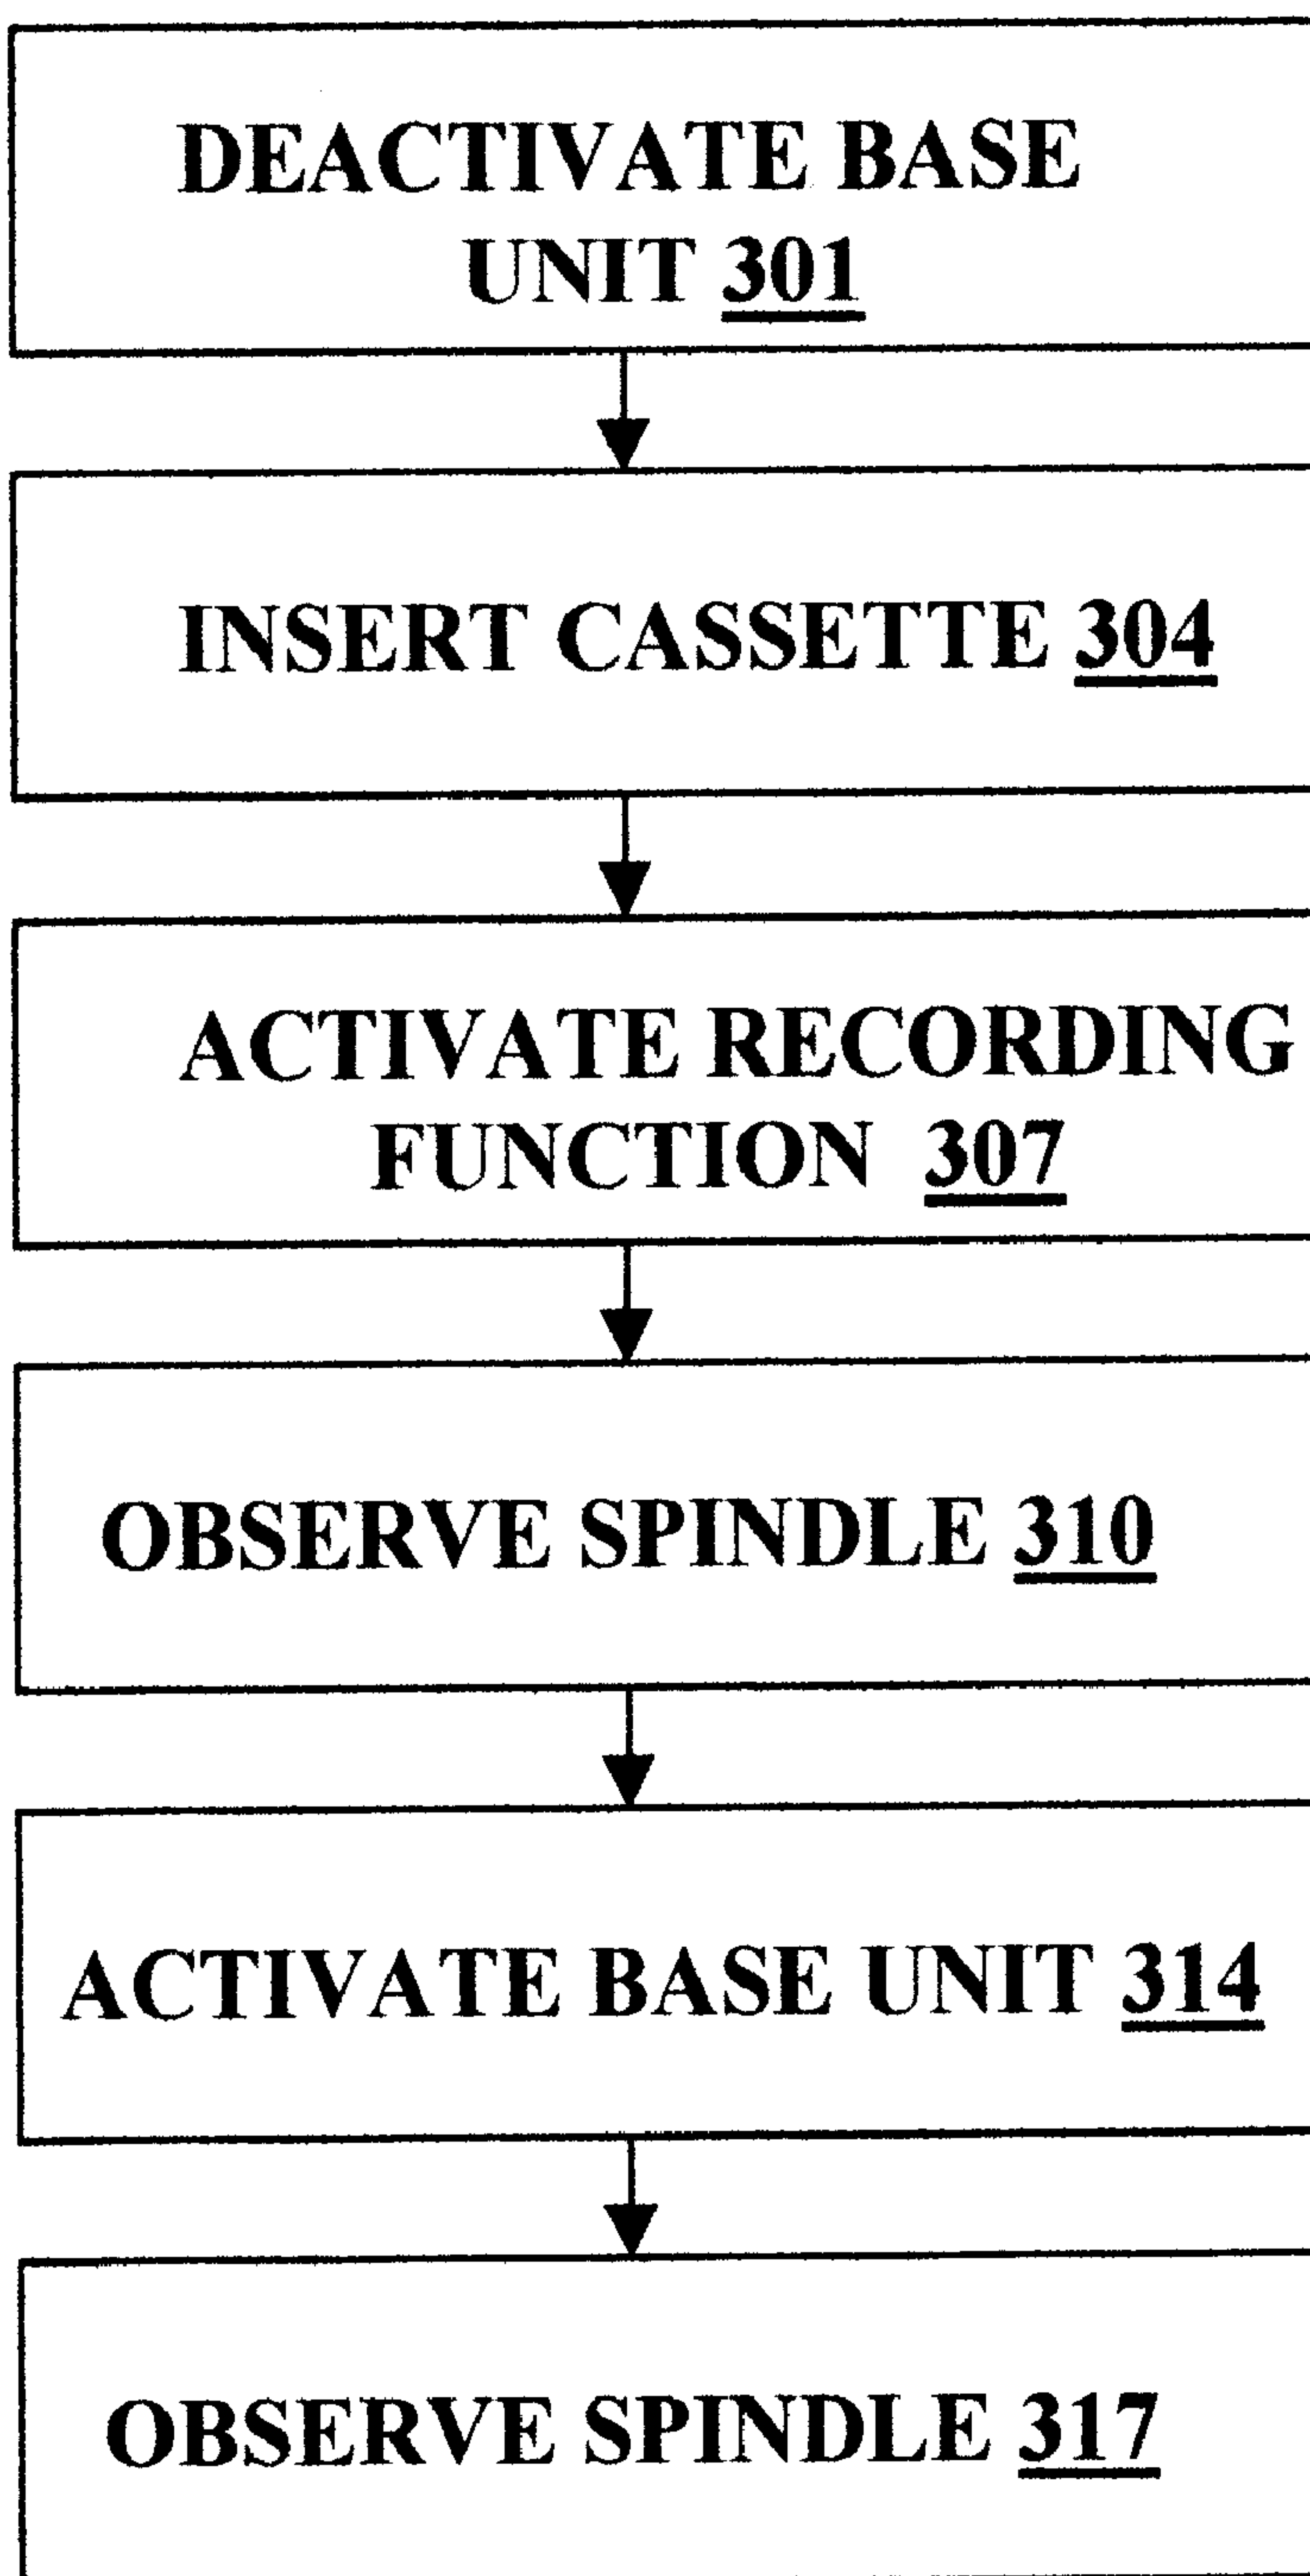 DEACTIVATE BASE
UNIT 301
INSERT CASSETTE 304
ACTIVATE RECORDING
FUNCTION 307
OBSERVE SPINDLE 310
ACTIVATE BASE UNIT 314
OBSERVE SPINDLE 317